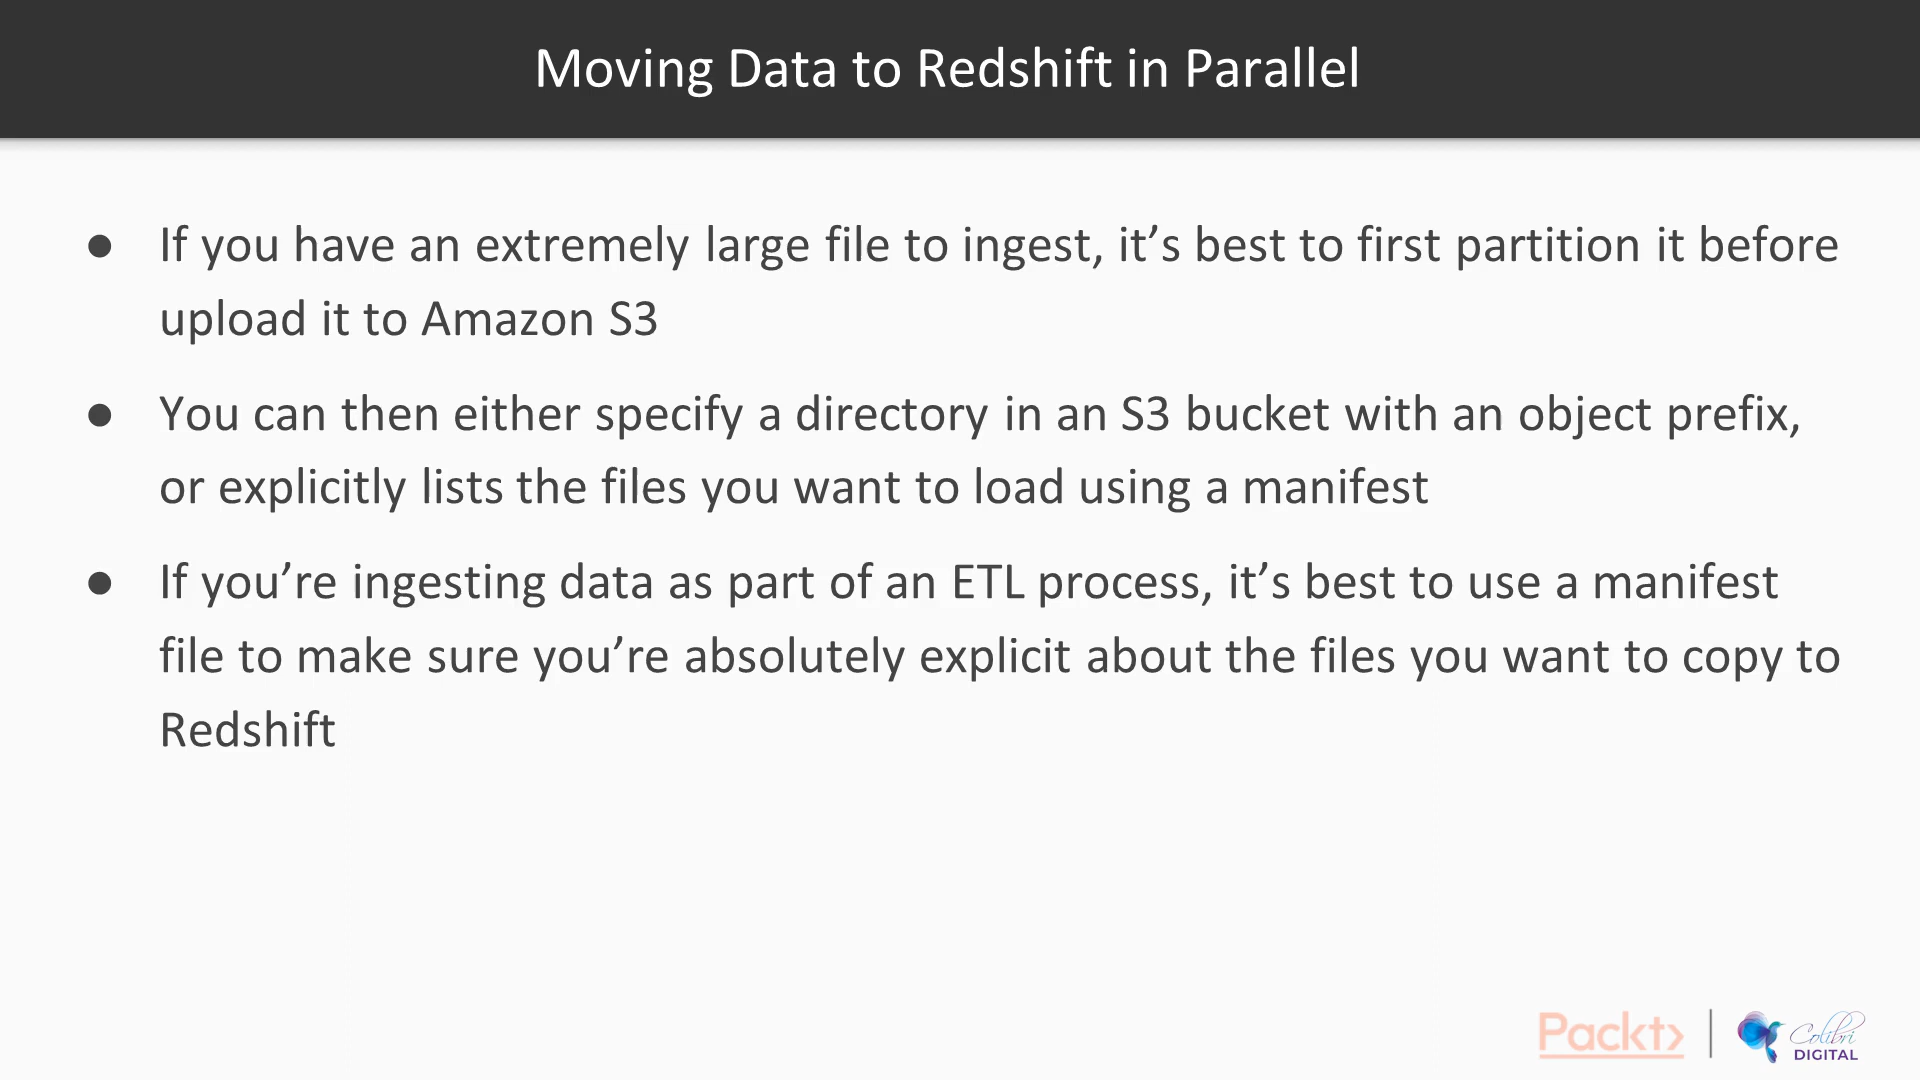 Moving Data to Redshift in Parallel
● If you have an extremely large file to ingest, it’s best to first partition it before
upload it to Amazon S3
● You can then either specify a directory in an S3 bucket with an object prefix,
or explicitly lists the files you want to load using a manifest
● If you’re ingesting data as part of an ETL process, it’s best to use a manifest
file to make sure you’re absolutely explicit about the files you want to copy to
Redshift
Packt>
Colibri
DIGITAL